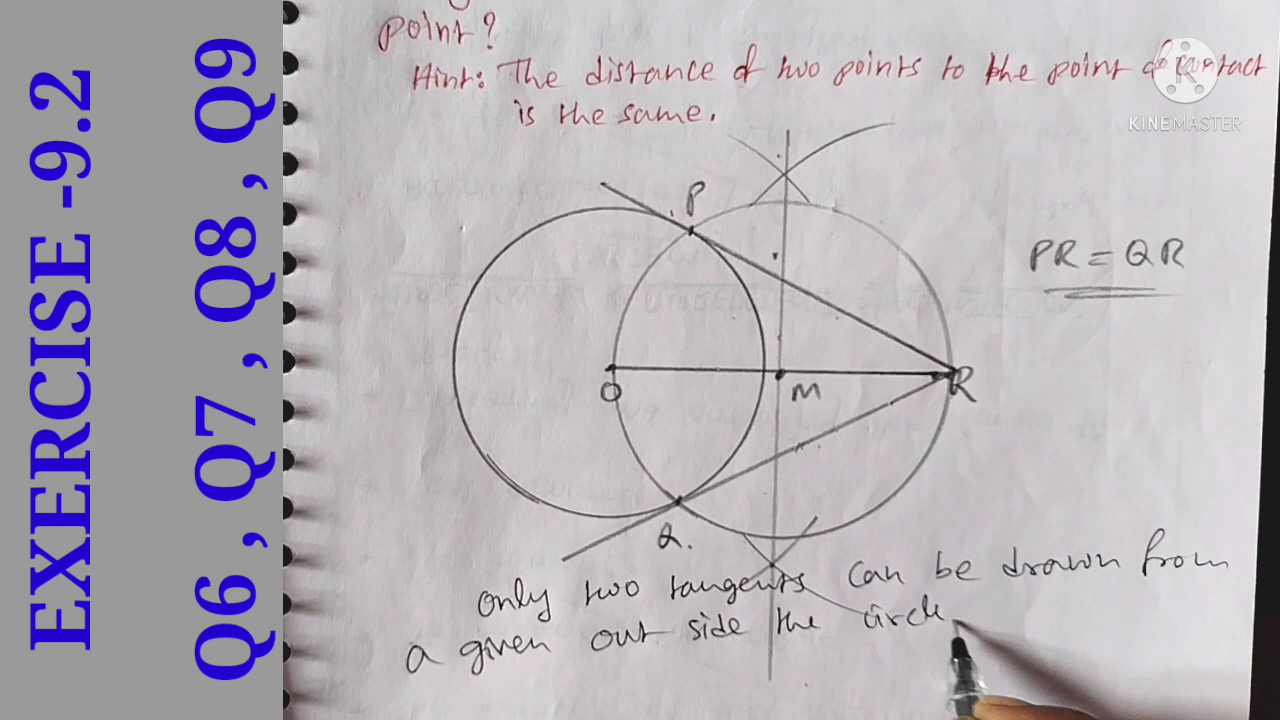 EXERCISE -9.2
Q6 , Q7 , Q8 , Q9
point?
Hint: The distance of two points to the point of contact
is the same.
KINEMASTER
P
PR = QR
O
M
R
Q.
only two tangents can be drawn from
a given out side the circle